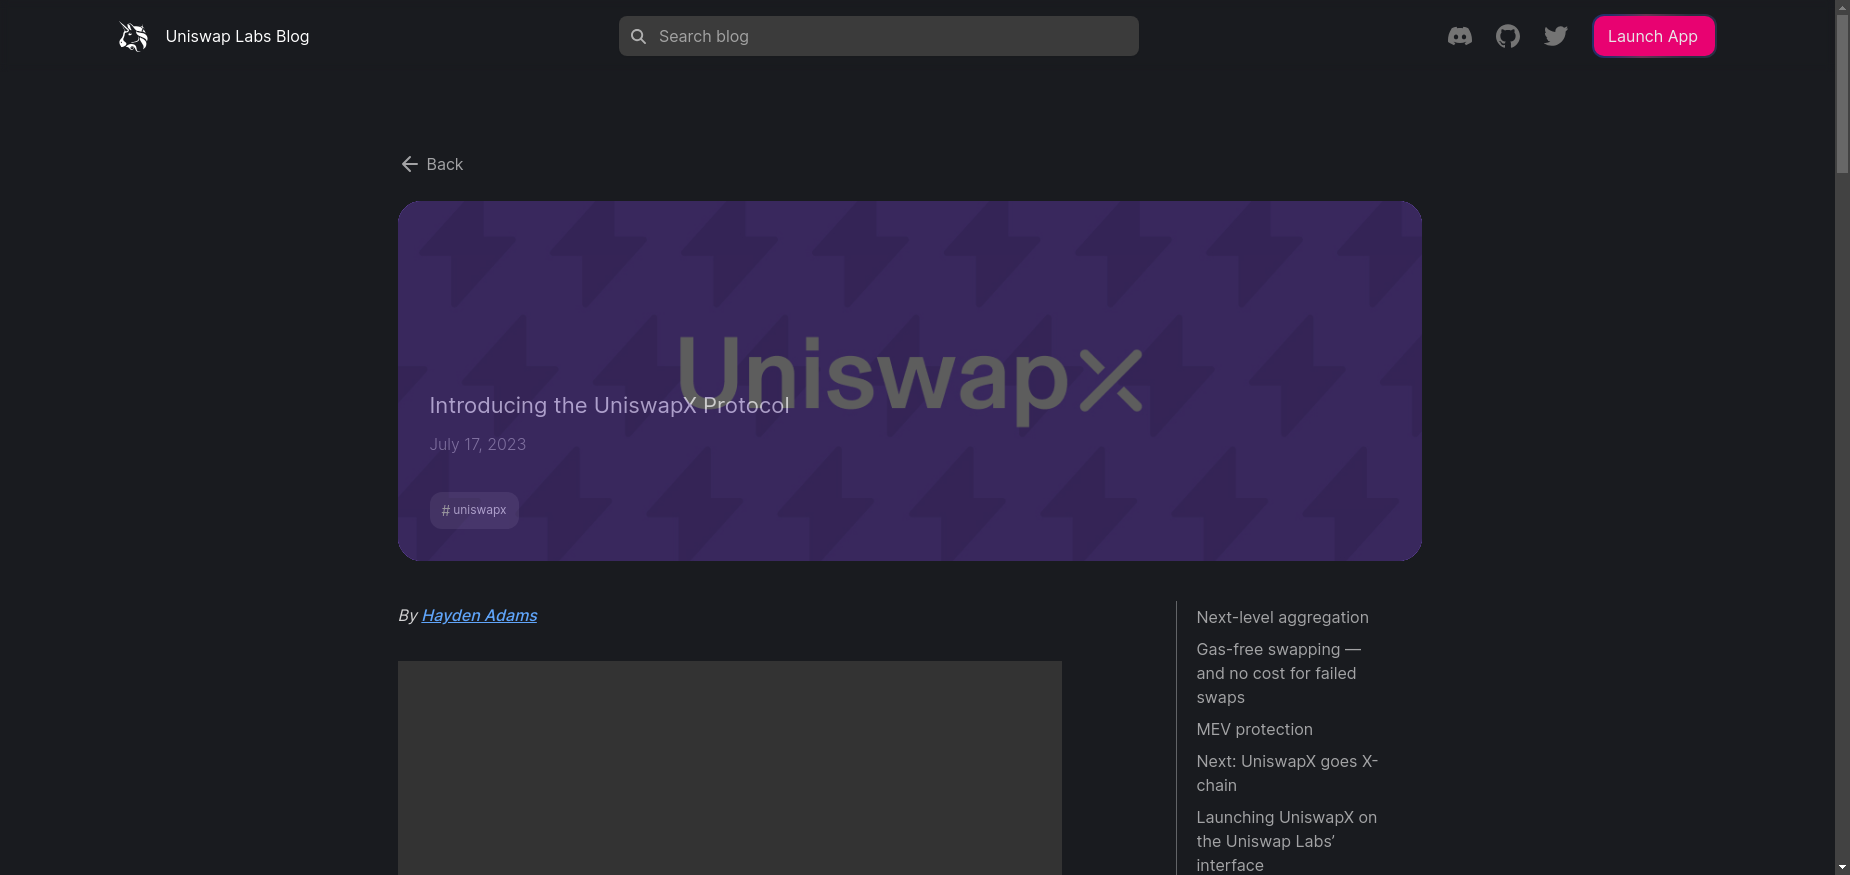 Uniswap Labs Blog
Search blog
Launch App
Back
UniswapX
Introducing the UniswapX Protocol
July 17, 2023
# uniswapx
By Hayden Adams
Next-level aggregation
Gas-free swapping —
and no cost for failed
swaps
MEV protection
Next: UniswapX goes X-
chain
Launching UniswapX on
the Uniswap Labs’
interface